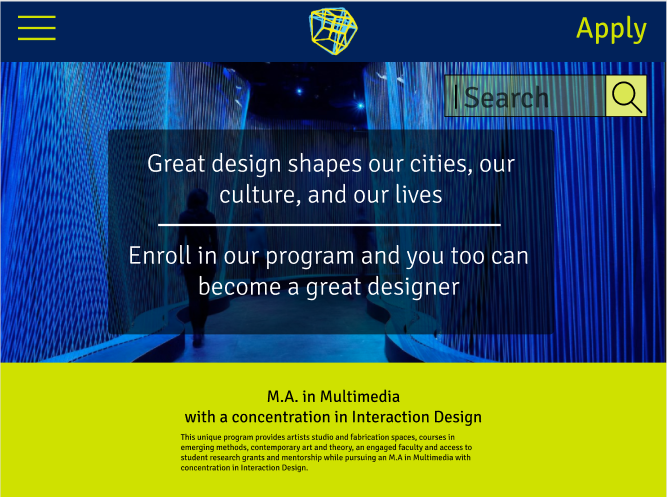 Apply
Search
Great design shapes our cities, our
culture, and our lives
Enroll in our program and you too can
become a great designer
M.A. in Multimedia
with a concentration in Interaction Design
This unique program provides artists studio and fabrication spaces, courses in
emerging methods, contemporary art and theory, an engaged faculty and access to
student research grants and mentorship while pursuing an M.A in Multimedia with
concentration in Interaction Design.